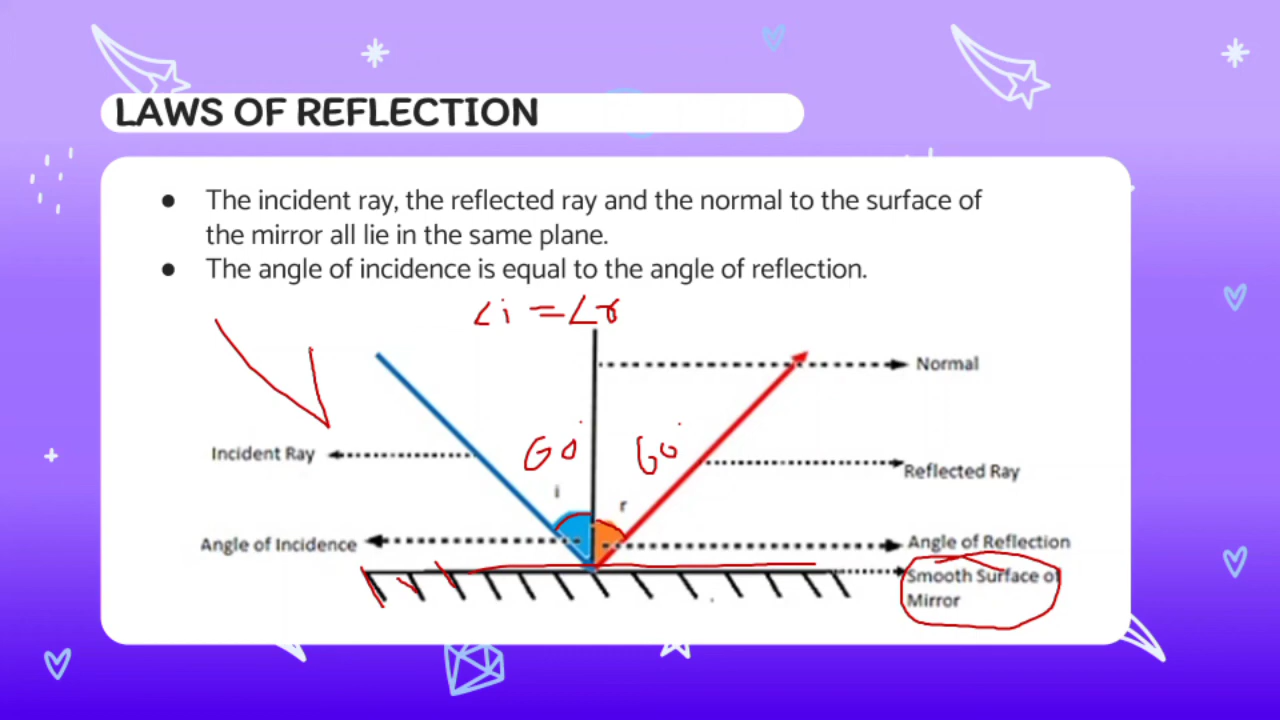 LAWS OF REFLECTION
● The incident ray, the reflected ray and the normal to the surface of
the mirror all lie in the same plane.
● The angle of incidence is equal to the angle of reflection.
∠i = ∠r
Normal
60° 60°
Incident Ray
Reflected Ray
i
r
Angle of Incidence
Angle of Reflection
Smooth Surface of
Mirror